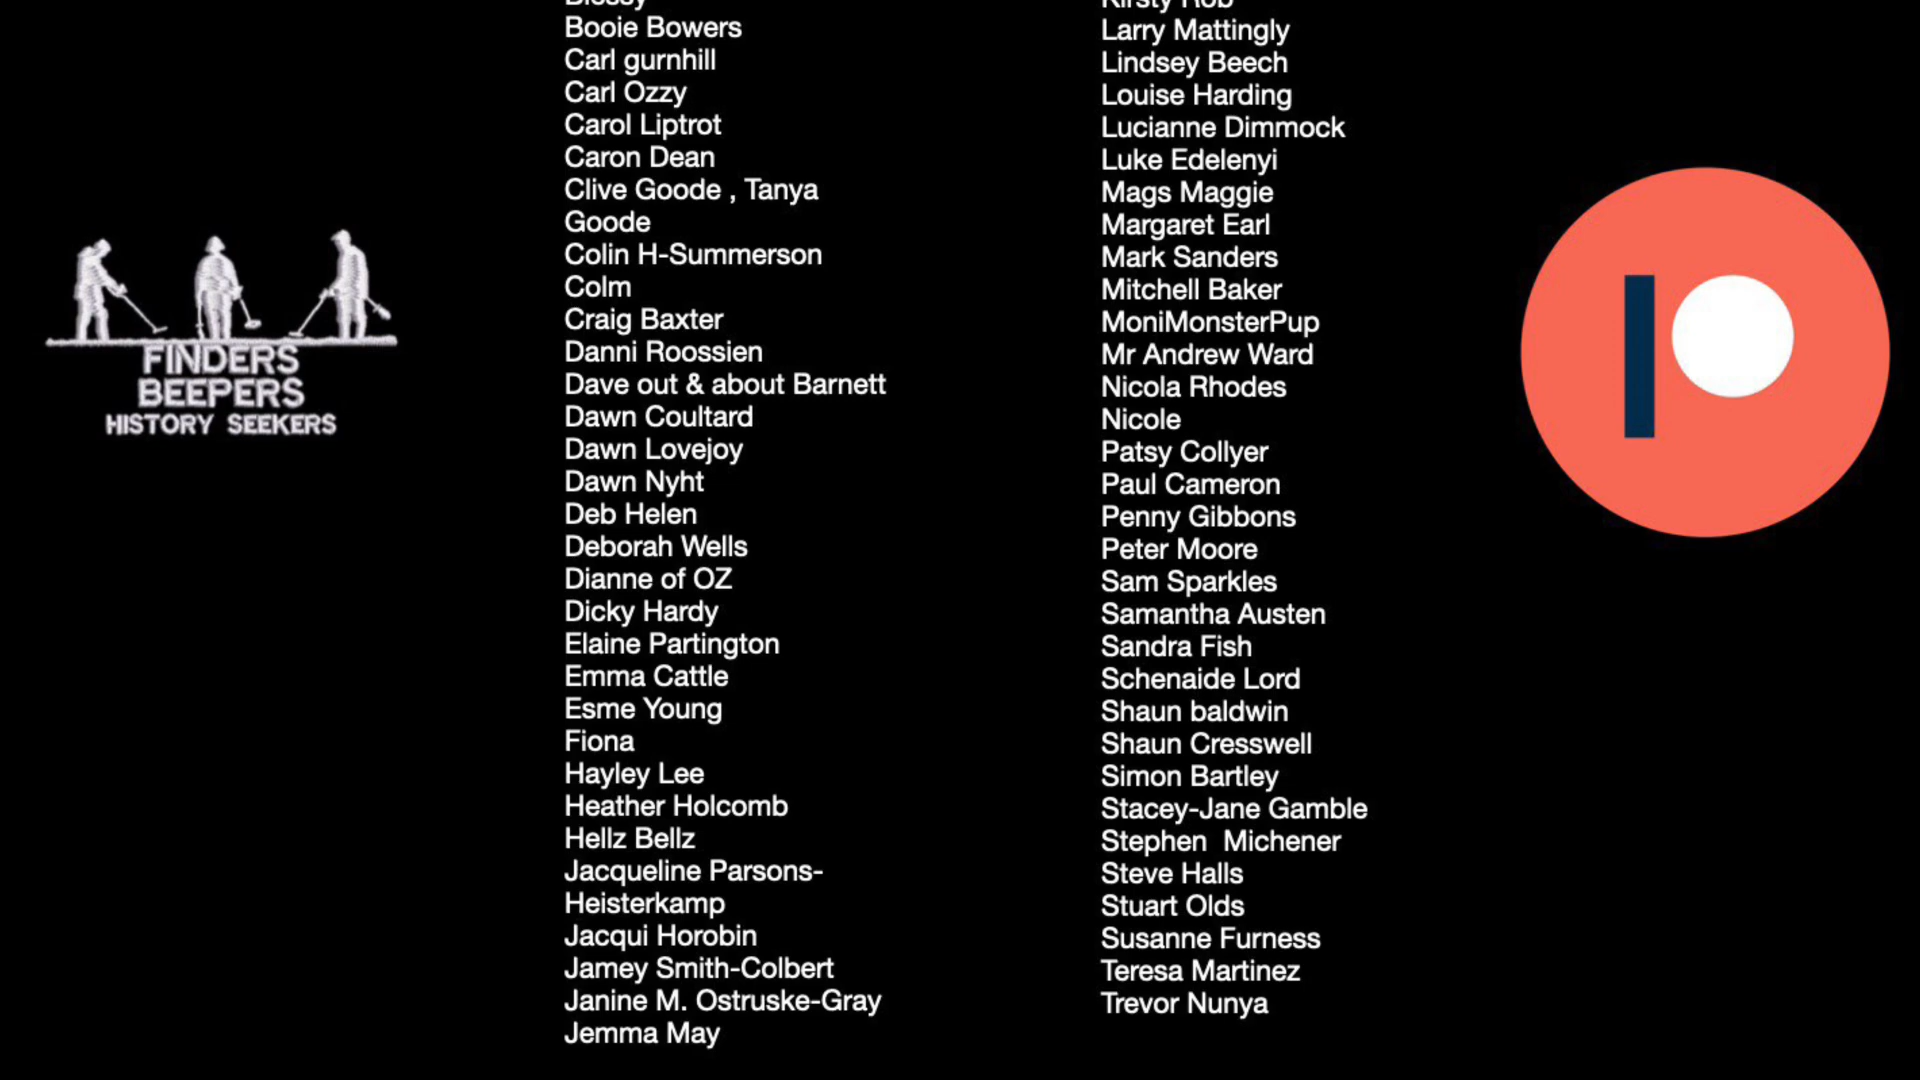 FINDERS
BEEPERS
HISTORY SEEKERS
Blossy
Booie Bowers
Carl gurnhill
Carl Ozzy
Carol Liptrot
Caron Dean
Clive Goode , Tanya
Goode
Colin H-Summerson
Colm
Craig Baxter
Danni Roossien
Dave out & about Barnett
Dawn Coultard
Dawn Lovejoy
Dawn Nyht
Deb Helen
Deborah Wells
Dianne of OZ
Dicky Hardy
Elaine Partington
Emma Cattle
Esme Young
Fiona
Hayley Lee
Heather Holcomb
Hellz Bellz
Jacqueline Parsons-
Heisterkamp
Jacqui Horobin
Jamey Smith-Colbert
Janine M. Ostruske-Gray
Jemma May
Kirsty Rob
Larry Mattingly
Lindsey Beech
Louise Harding
Lucianne Dimmock
Luke Edelenyi
Mags Maggie
Margaret Earl
Mark Sanders
Mitchell Baker
MoniMonsterPup
Mr Andrew Ward
Nicola Rhodes
Nicole
Patsy Collyer
Paul Cameron
Penny Gibbons
Peter Moore
Sam Sparkles
Samantha Austen
Sandra Fish
Schenaide Lord
Shaun baldwin
Shaun Cresswell
Simon Bartley
Stacey-Jane Gamble
Stephen  Michener
Steve Halls
Stuart Olds
Susanne Furness
Teresa Martinez
Trevor Nunya